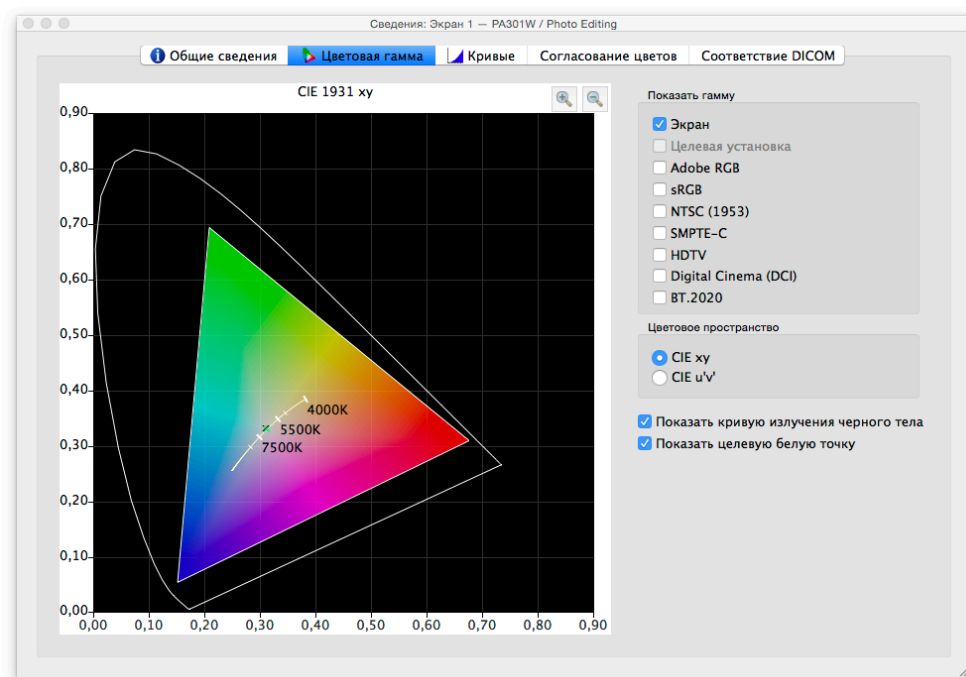 Сведения: Экран 1 — PA301W / Photo Editing
Общие сведения
Цветовая гамма
Кривые
Согласование цветов
Соответствие DICOM
CIE 1931 xy
0,90
0,80
0,70
0,60
0,50
0,40
0,30
0,20
0,10
0,00
4000K
5500K
7500K
0,00 0,10 0,20 0,30 0,40 0,50 0,60 0,70 0,80 0,90
Показать гамму
Экран
Целевая установка
Adobe RGB
sRGB
NTSC (1953)
SMPTE-C
HDTV
Digital Cinema (DCI)
BT.2020
Цветовое пространство
CIE xy
CIE u'v'
Показать кривую излучения черного тела
Показать целевую белую точку